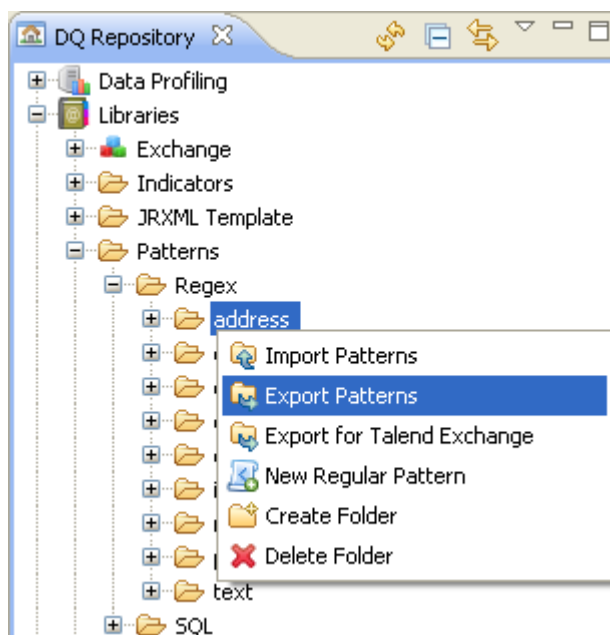 DQ Repository
Data Profiling
Libraries
Exchange
Indicators
JRXML Template
Patterns
Regex
address
Import Patterns
Export Patterns
Export for Talend Exchange
New Regular Pattern
Create Folder
Delete Folder
text
SQL